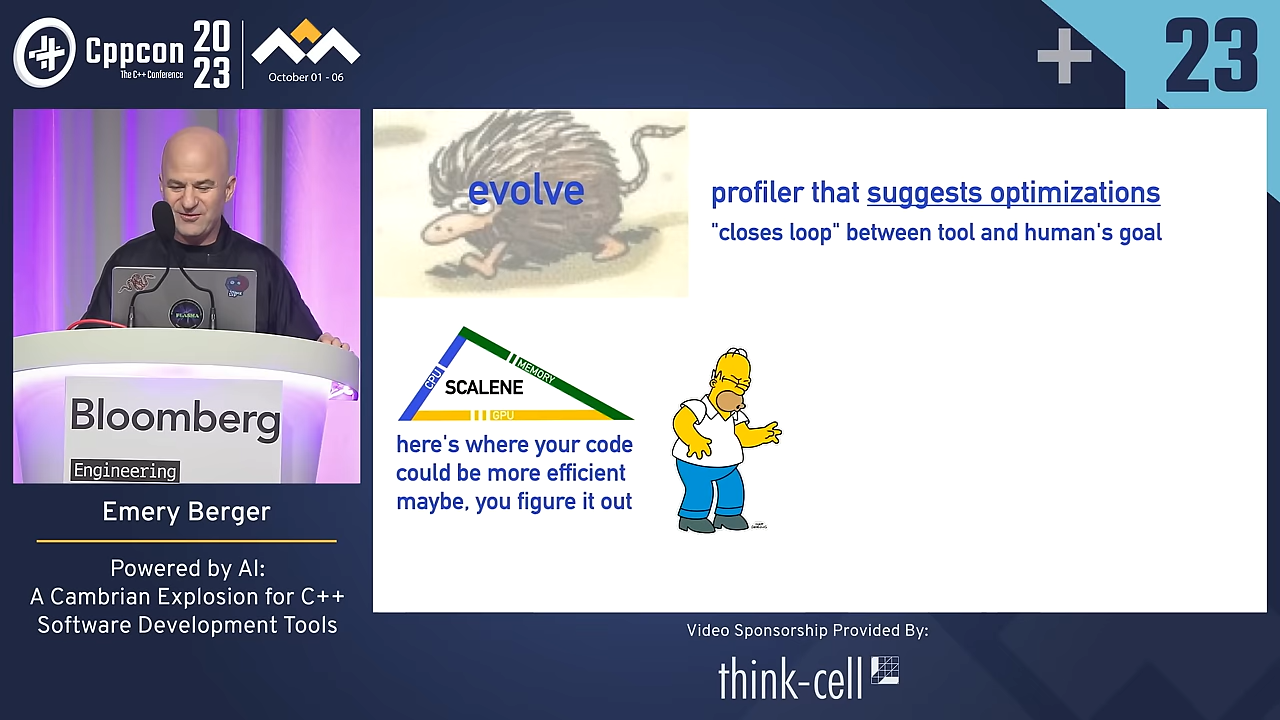 Cppcon
The C++ Conference
20
23
October 01 - 06
23
evolve
profiler that suggests optimizations
"closes loop" between tool and human's goal
CPU
MEMORY
SCALENE
GPU
here's where your code
could be more efficient
maybe, you figure it out
PLASMA
Bloomberg
Engineering
Emery Berger
Powered by AI:
A Cambrian Explosion for C++
Software Development Tools
Video Sponsorship Provided By:
think-cell